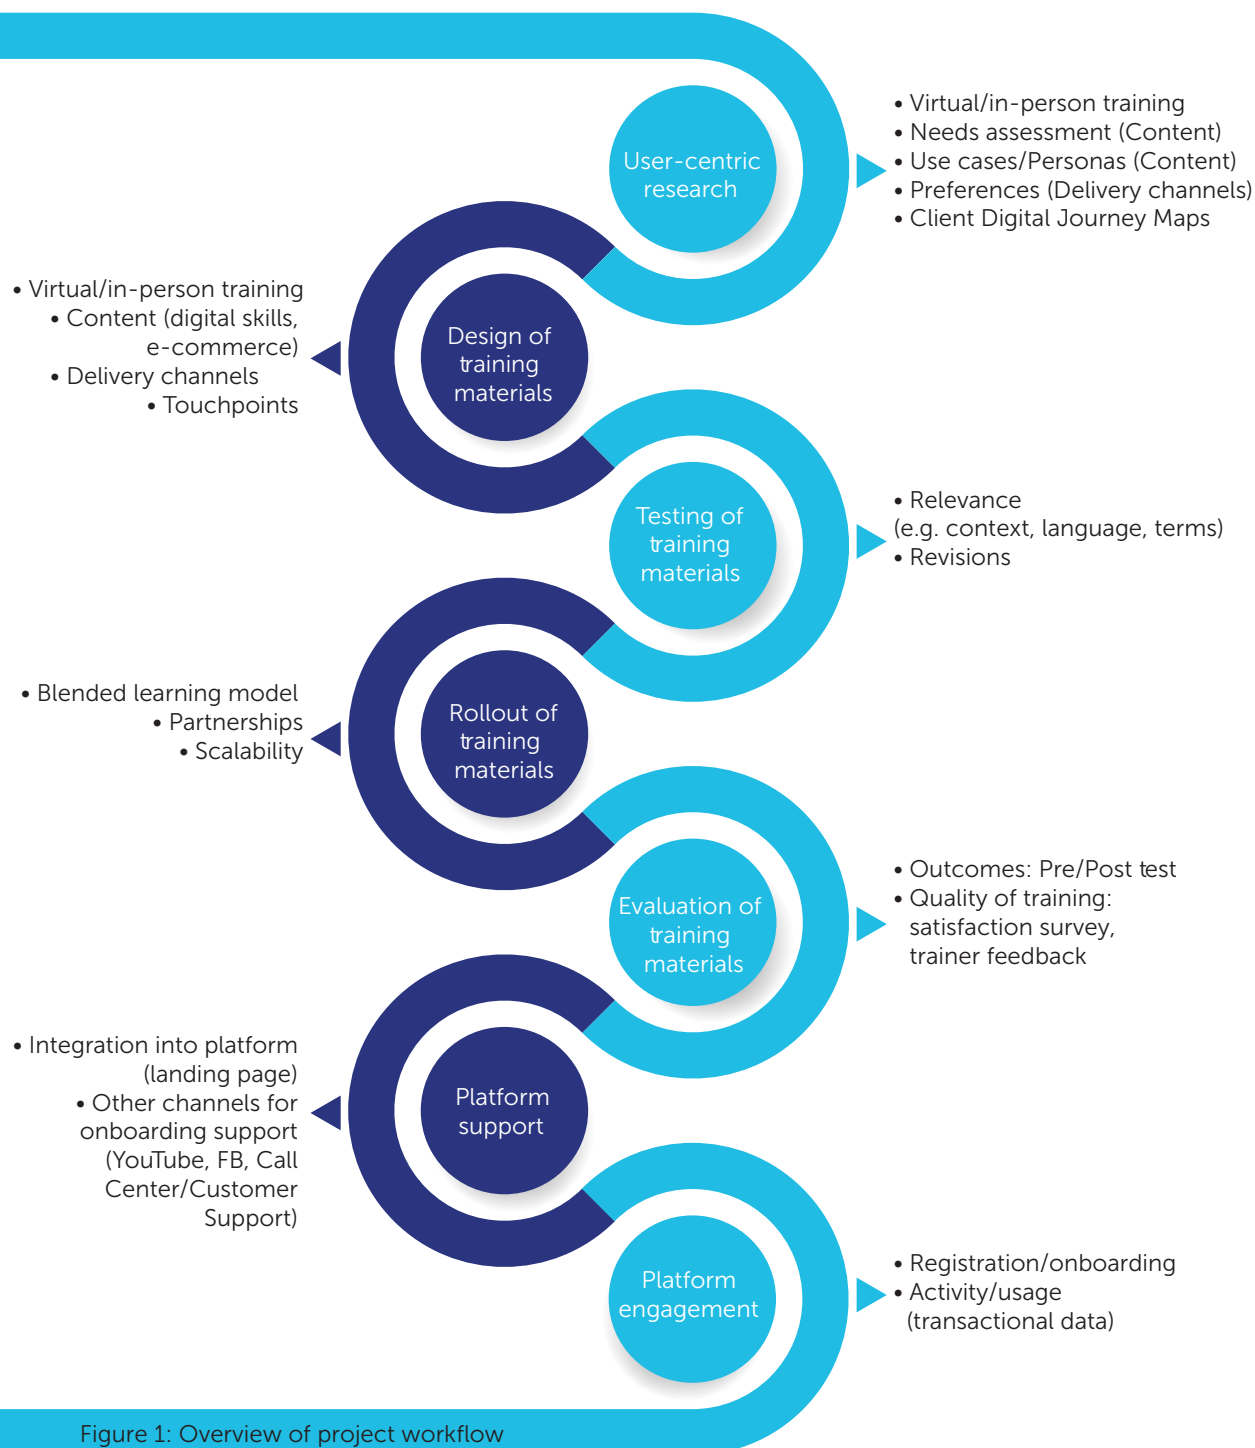 User-centric
research
• Virtual/in-person training
• Needs assessment (Content)
• Use cases/Personas (Content)
• Preferences (Delivery channels)
• Client Digital Journey Maps
• Virtual/in-person training
• Content (digital skills,
e-commerce)
• Delivery channels
• Touchpoints
Design of
training
materials
Testing of
training
materials
• Relevance
(e.g. context, language, terms)
• Revisions
• Blended learning model
• Partnerships
• Scalability
Rollout of
training
materials
Evaluation of
training
materials
• Outcomes: Pre/Post test
• Quality of training:
satisfaction survey,
trainer feedback
• Integration into platform
(landing page)
• Other channels for
onboarding support
(YouTube, FB, Call
Center/Customer
Support)
Platform
support
Platform
engagement
• Registration/onboarding
• Activity/usage
(transactional data)
Figure 1: Overview of project workflow